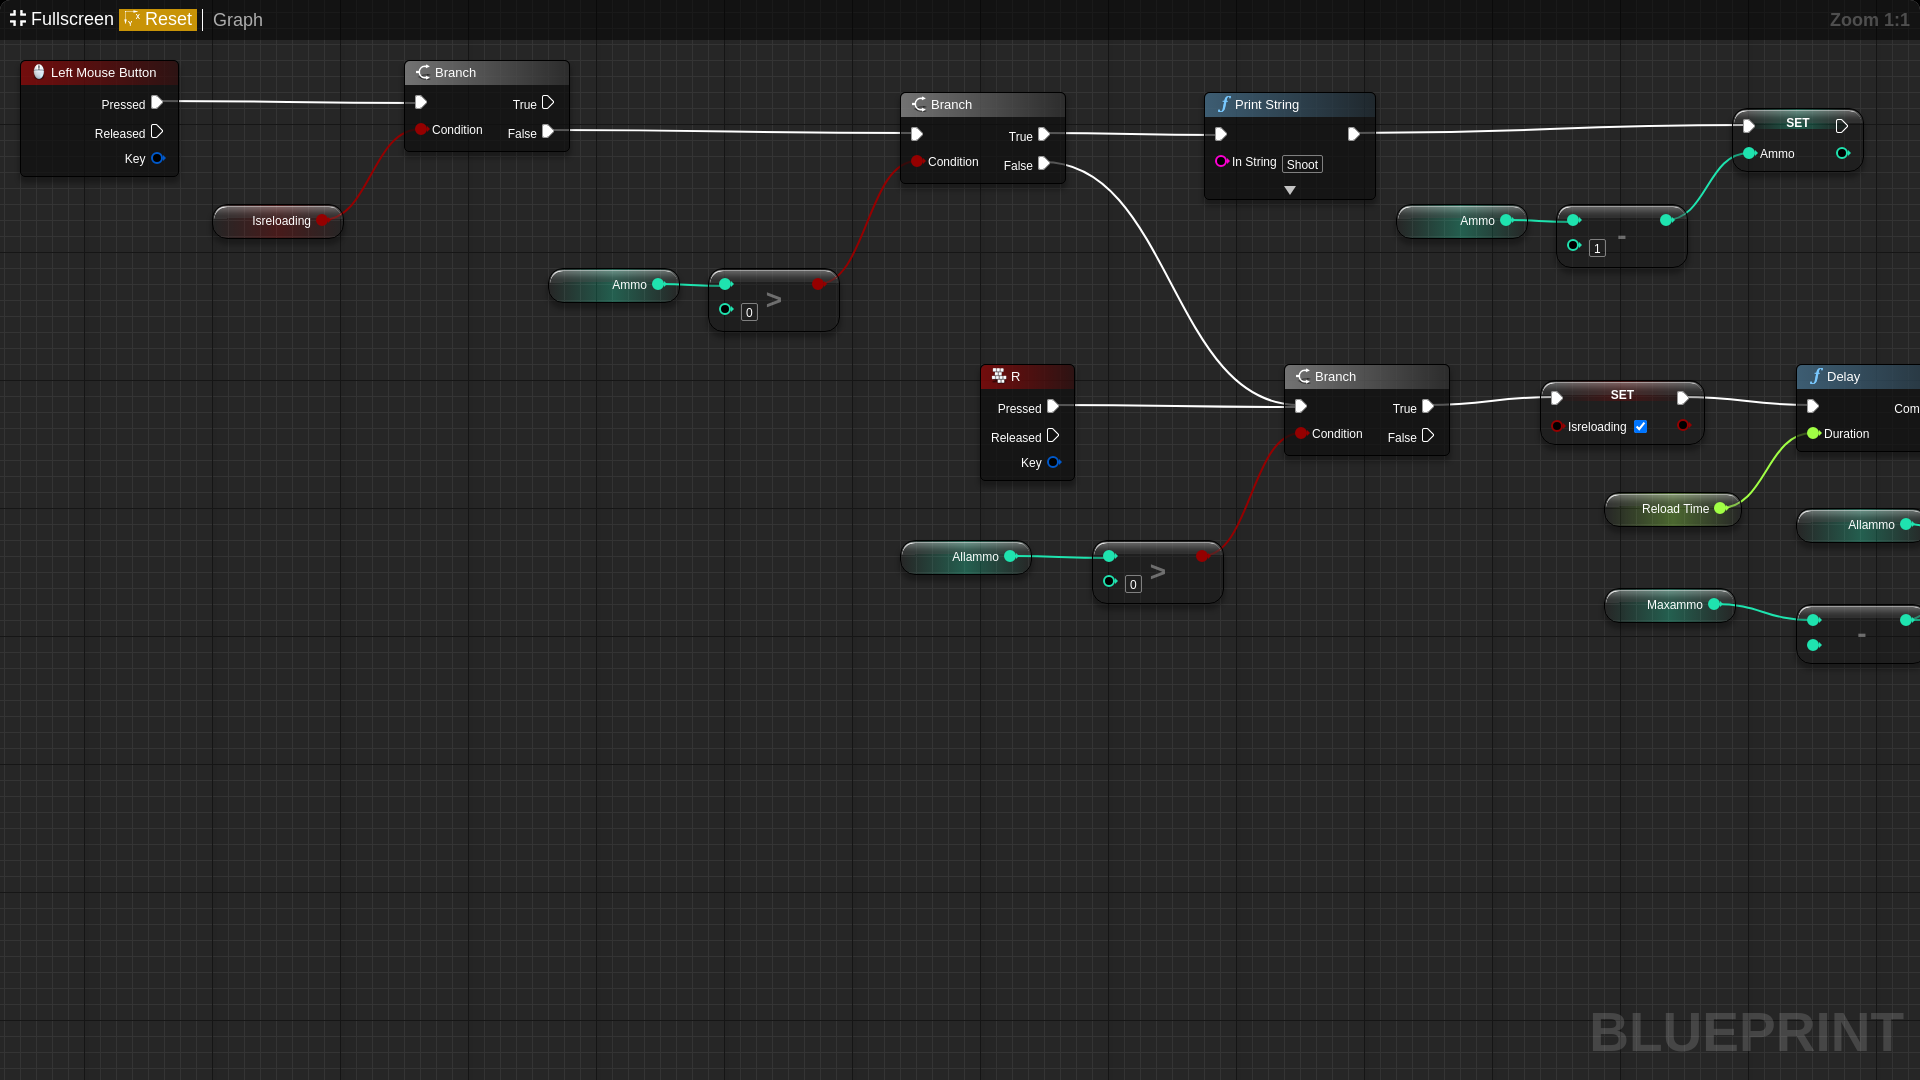 Fullscreen Reset Graph
Zoom 1:1
Left Mouse Button
Pressed
Released
Key
Branch
True
Condition
False
Isreloading
Branch
True
Condition
False
Print String
In String Shoot
SET
Ammo
Ammo
-
1
Ammo
>
0
R
Pressed
Released
Key
Branch
True
Condition
False
SET
Isreloading
Delay
Com
Duration
Reload Time
Allammo
Allammo
>
0
Maxammo
-
BLUEPRINT